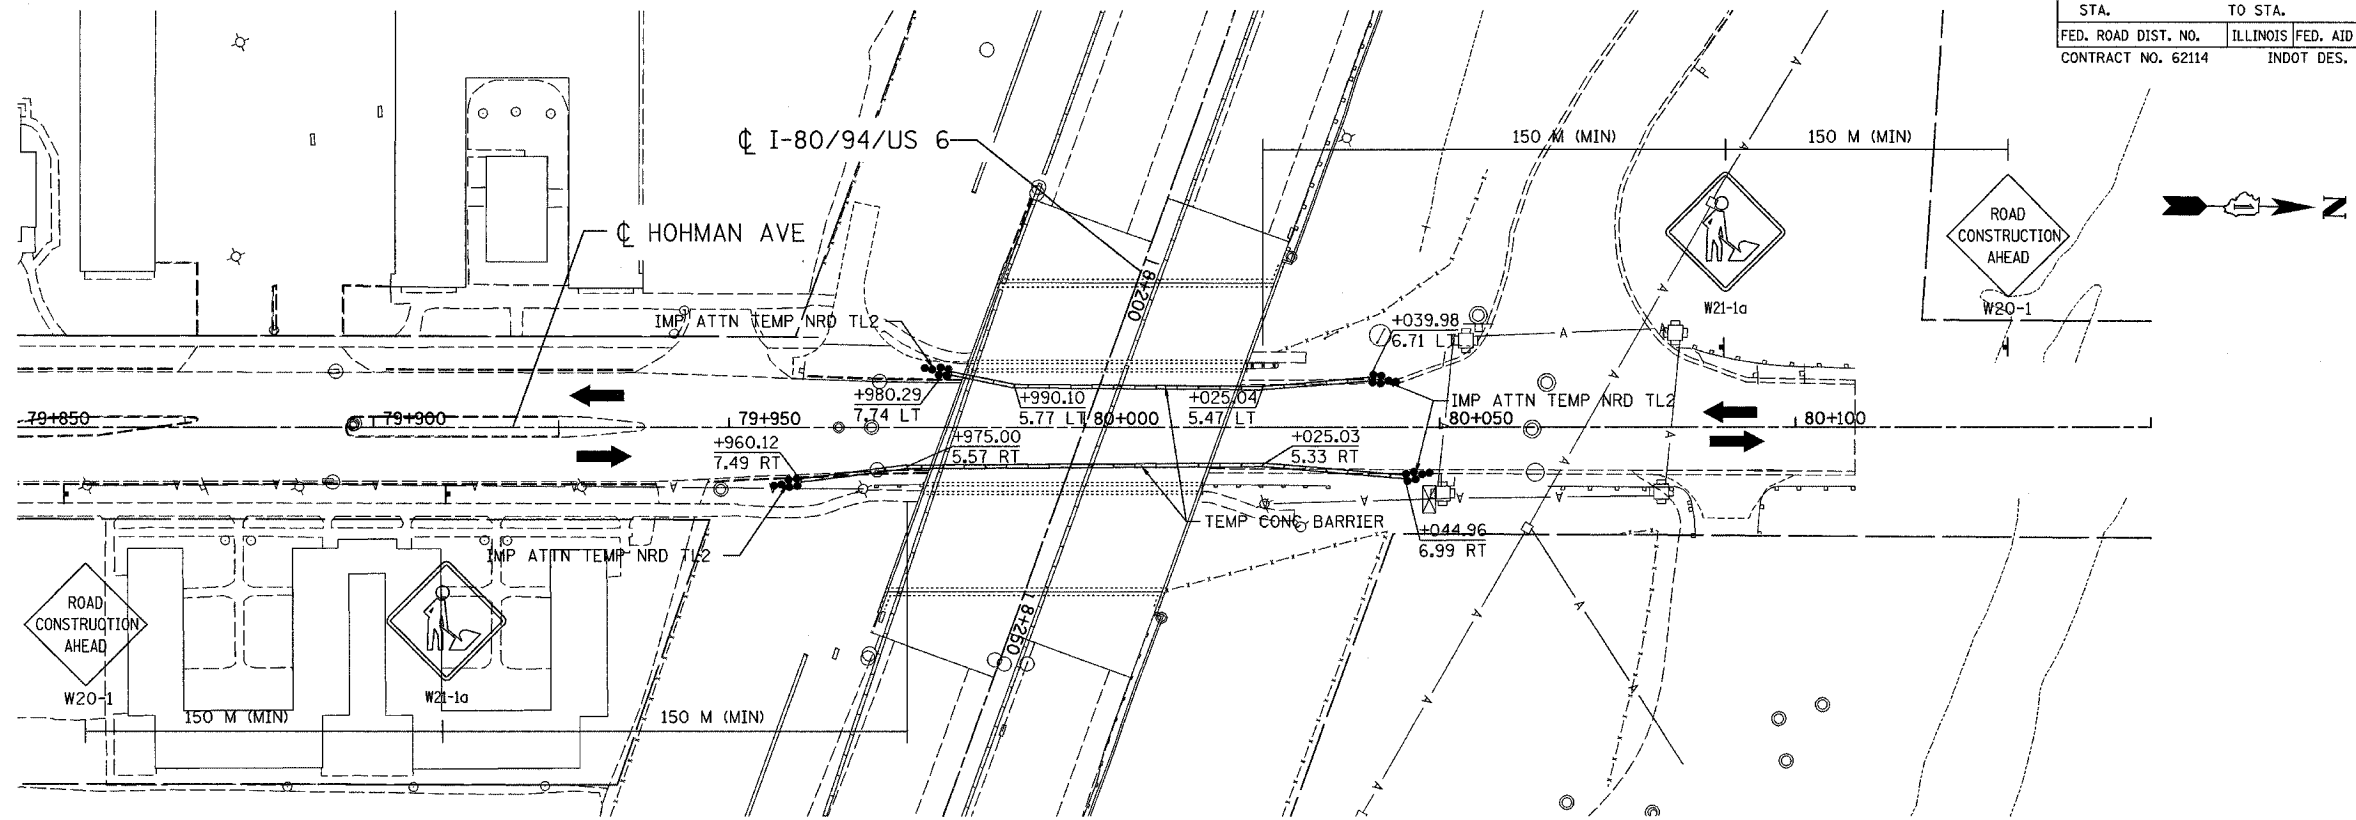 STA. TO STA.
FED. ROAD DIST. NO. ILLINOIS FED. AID
CONTRACT NO. 62114 INDOT DES.
℄ I-80/94/US 6
150 M (MIN)
150 M (MIN)
N
ROAD
CONSTRUCTION
AHEAD
W21-1a
W20-1
℄ HOHMAN AVE
18+200
IMP ATTN TEMP NRD TL2
+039.98
6.71 LT
+980.29
7.74 LT
+990.10
5.77 LT
+025.04
5.47 LT
IMP ATTN TEMP NRD TL2
79+850
79+900
79+950
80+000
80+050
80+100
+960.12
7.49 RT
+975.00
5.57 RT
+025.03
5.33 RT
TEMP CONC BARRIER
+044.96
6.99 RT
IMP ATTN TEMP NRD TL2
18+250
ROAD
CONSTRUCTION
AHEAD
W20-1
W21-1a
150 M (MIN)
150 M (MIN)
A A A A A A A A A A A A A